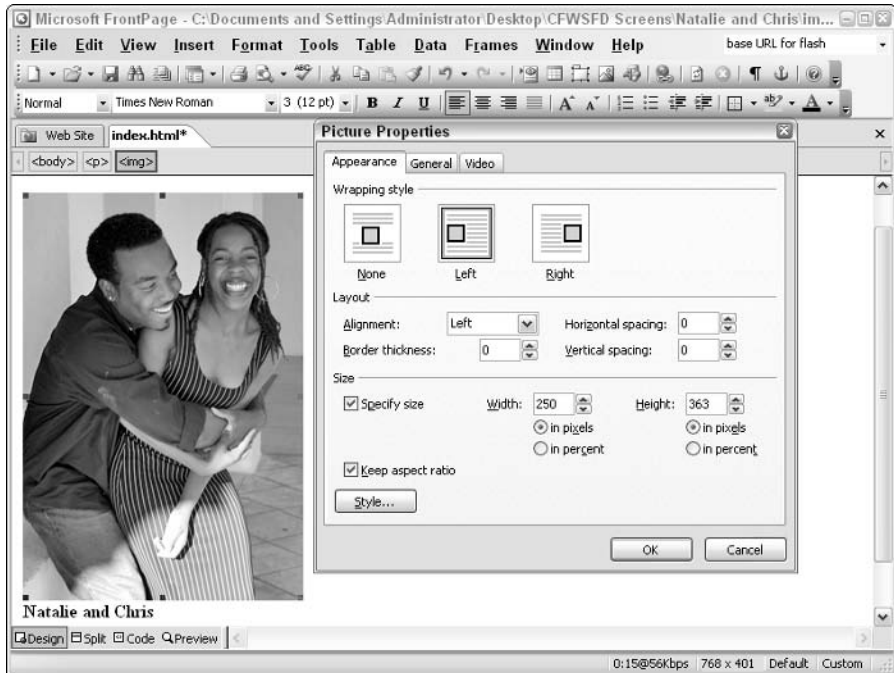 Microsoft FrontPage - C:\Documents and Settings\Administrator\Desktop\CFWSFD Screens\Natalie and Chris\im...
File Edit View Insert Format Tools Table Data Frames Window Help base URL for flash
Normal Times New Roman 3 (12 pt) B I U A A A
Web Site index.html*
<body> <p> <img>
Picture Properties
Appearance General Video
Wrapping style
None Left Right
Layout
Alignment: Left Horizontal spacing: 0
Border thickness: 0 Vertical spacing: 0
Size
Specify size Width: 250 Height: 363
in pixels in pixels
in percent in percent
Keep aspect ratio
Style...
OK Cancel
Natalie and Chris
Design Split Code Preview
0:15@56Kbps 768 x 401 Default Custom